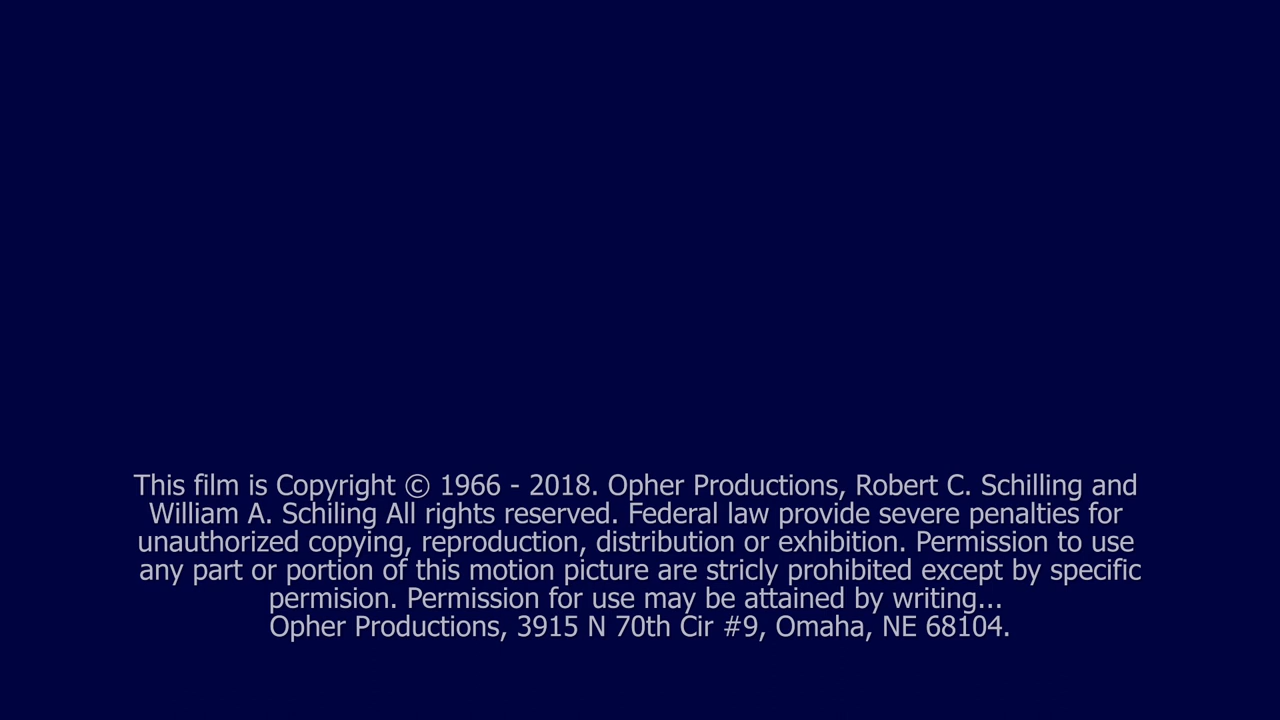 This film is Copyright © 1966 - 2018. Opher Productions, Robert C. Schilling and
William A. Schiling All rights reserved. Federal law provide severe penalties for
unauthorized copying, reproduction, distribution or exhibition. Permission to use
any part or portion of this motion picture are stricly prohibited except by specific
permision. Permission for use may be attained by writing...
Opher Productions, 3915 N 70th Cir #9, Omaha, NE 68104.